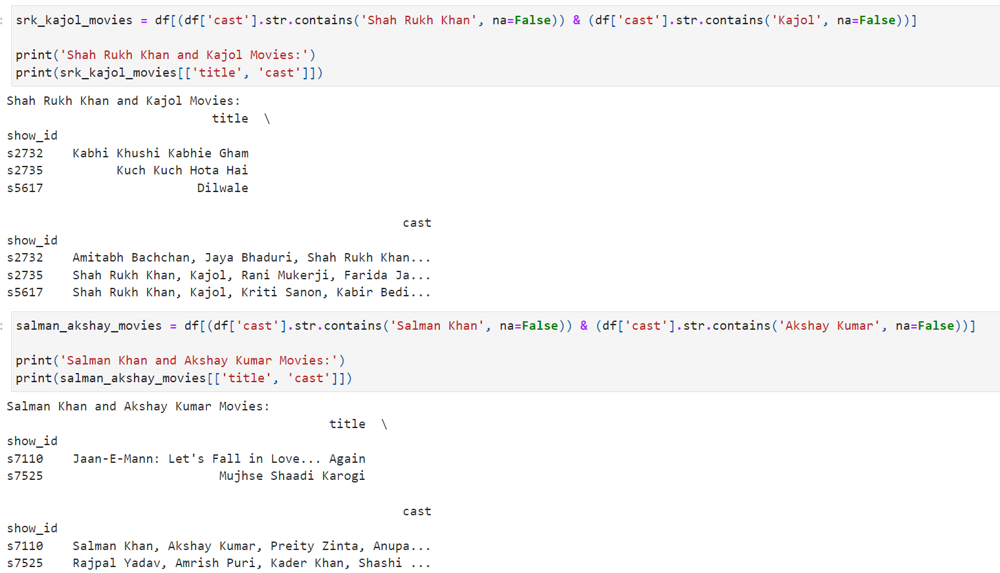 srk_kajol_movies = df[(df['cast'].str.contains('Shah Rukh Khan', na=False)) & (df['cast'].str.contains('Kajol', na=False))]
print('Shah Rukh Khan and Kajol Movies:')
print(srk_kajol_movies[['title', 'cast']])
Shah Rukh Khan and Kajol Movies:
title \
show_id
s2732 Kabhi Khushi Kabhie Gham
s2735 Kuch Kuch Hota Hai
s5617 Dilwale
cast
show_id
s2732 Amitabh Bachchan, Jaya Bhaduri, Shah Rukh Khan...
s2735 Shah Rukh Khan, Kajol, Rani Mukerji, Farida Ja...
s5617 Shah Rukh Khan, Kajol, Kriti Sanon, Kabir Bedi...
salman_akshay_movies = df[(df['cast'].str.contains('Salman Khan', na=False)) & (df['cast'].str.contains('Akshay Kumar', na=False))]
print('Salman Khan and Akshay Kumar Movies:')
print(salman_akshay_movies[['title', 'cast']])
Salman Khan and Akshay Kumar Movies:
title \
show_id
s7110 Jaan-E-Mann: Let's Fall in Love... Again
s7525 Mujhse Shaadi Karogi
cast
show_id
s7110 Salman Khan, Akshay Kumar, Preity Zinta, Anupa...
s7525 Rajpal Yadav, Amrish Puri, Kader Khan, Shashi ...